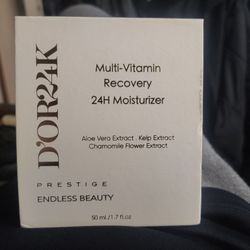 D'OR24K
PRESTIGE
ENDLESS BEAUTY
Multi-Vitamin
Recovery
24H Moisturizer
Aloe Vera Extract . Kelp Extract
Chamomile Flower Extract
50 ml/1.7 fl.oz